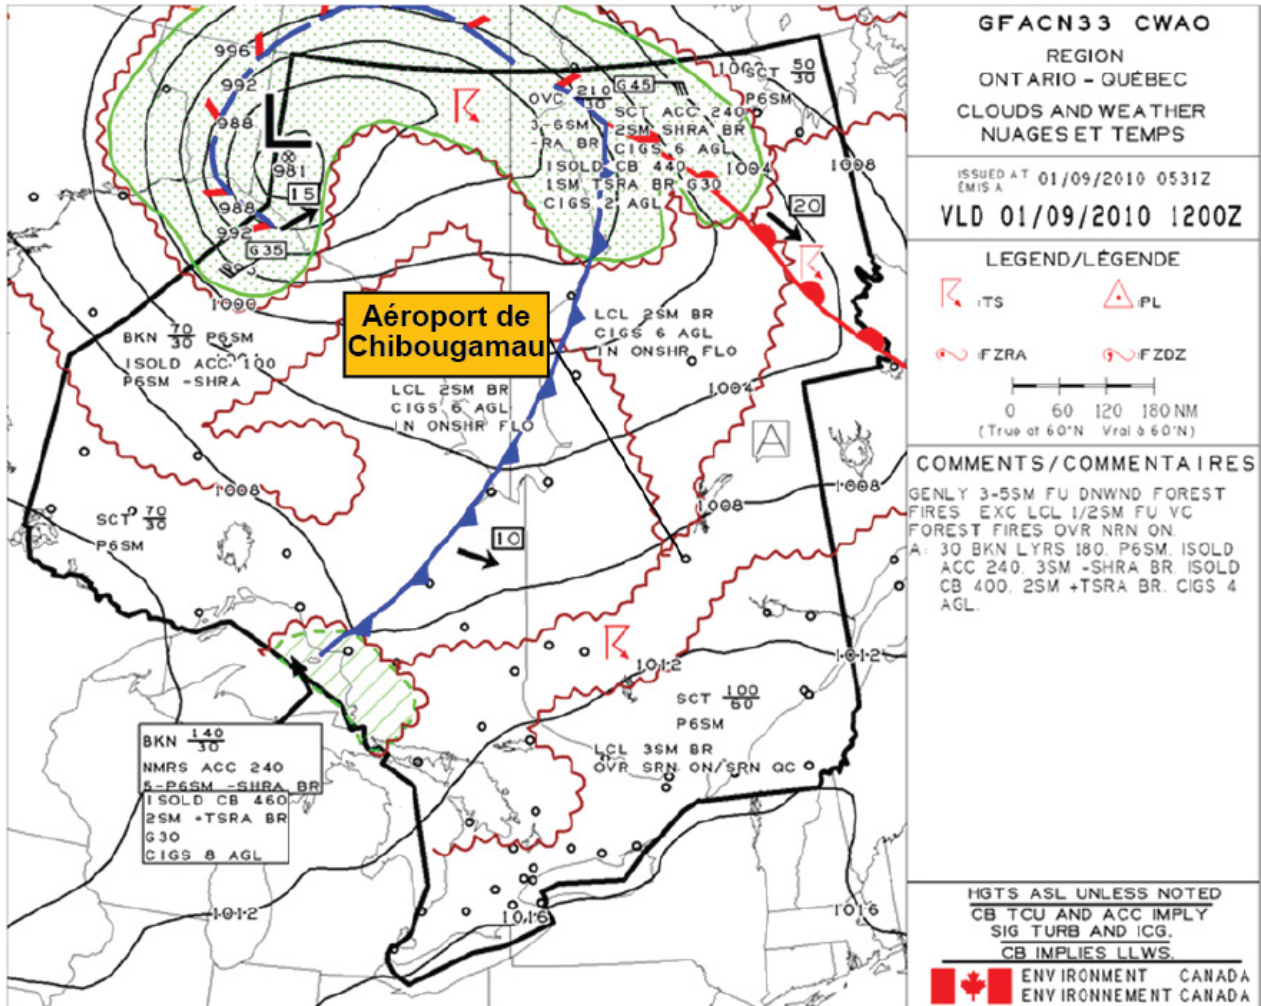 996
992
988
L
981
15
988
992
G35
1000
OVC 210/30
3-6SM
-RA BR
G45
SCT ACC 240
2SM SHRA BR
CIGS 6 AGL
ISOLD CB 440
1SM TSRA BR G30
CIGS 2 AGL
SCT 50/30
P6SM
1004
1008
20
BKN 70/30 P6SM
ISOLD ACC 100
P6SM -SHRA
Aéroport de
Chibougamau
LCL 2SM BR
CIGS 6 AGL
IN ONSHR FLO
LCL 2SM BR
CIGS 6 AGL
IN ONSHR FLO
1004
A
1008
1008
1008
SCT 70/30
P6SM
10
1012
1012
SCT 100/60
P6SM
LCL 3SM BR
OVR SRN ON/SRN QC
BKN 140/30
NMRS ACC 240
5-P6SM -SHRA BR
ISOLD CB 460
2SM +TSRA BR
G30
CIGS 8 AGL
1012
1016
1016
GFACN33 CWAO
REGION
ONTARIO - QUÉBEC
CLOUDS AND WEATHER
NUAGES ET TEMPS
ISSUED AT
ÉMIS À
01/09/2010 0531Z
VLD 01/09/2010 1200Z
LEGEND/LÉGENDE
:TS
:PL
:FZRA
:FZDZ
0 60 120 180 NM
(True at 60°N Vrai à 60°N)
COMMENTS/COMMENTAIRES
GENLY 3-5SM FU DNWND FOREST
FIRES EXC LCL 1/2SM FU VC
FOREST FIRES OVR NRN ON.
A: 30 BKN LYRS 180. P6SM. ISOLD
ACC 240. 3SM -SHRA BR. ISOLD
CB 400. 2SM +TSRA BR. CIGS 4
AGL.
HGTS ASL UNLESS NOTED
CB TCU AND ACC IMPLY
SIG TURB AND ICG.
CB IMPLIES LLWS.
ENVIRONMENT CANADA
ENVIRONNEMENT CANADA